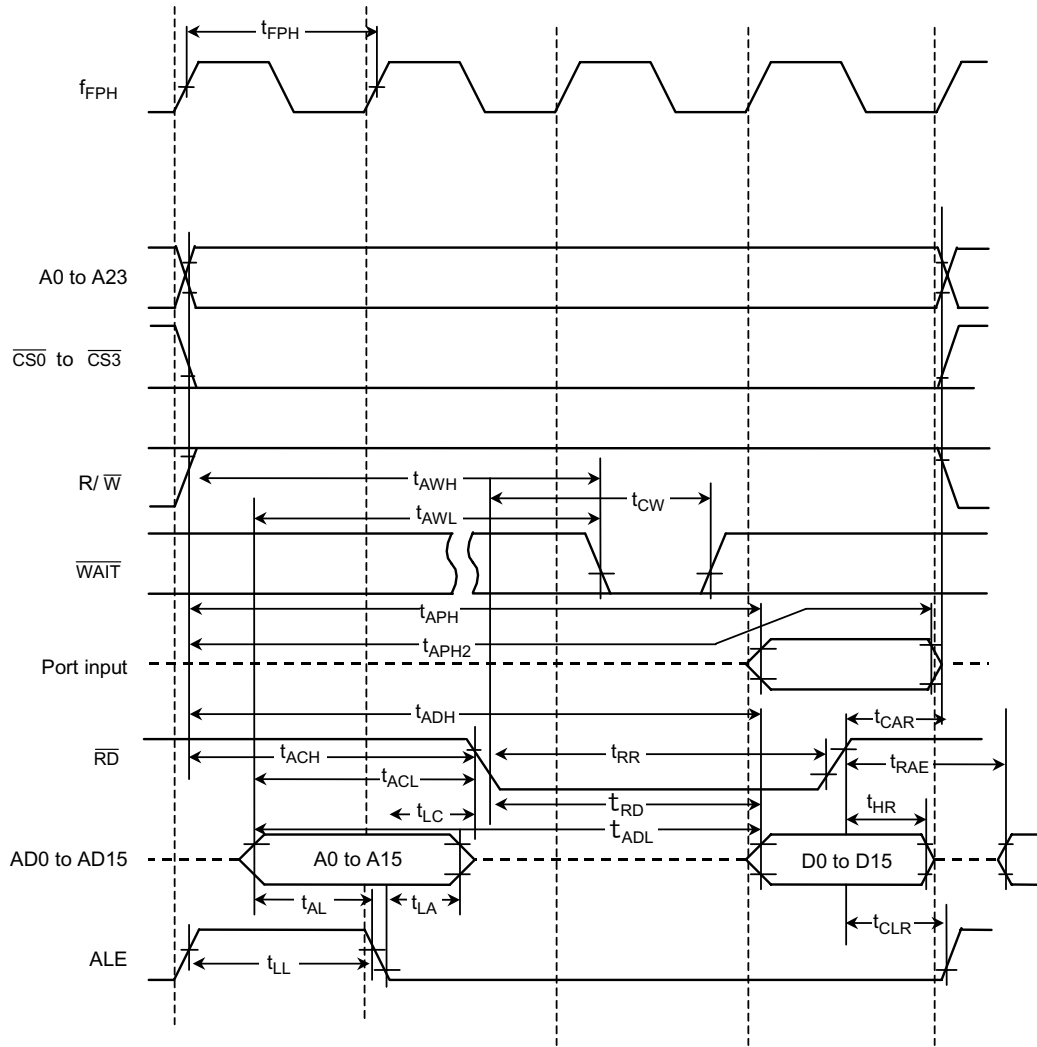 tFPH
fFPH
A0 to A23
CS0 to CS3
R/W
tAWH
tCW
tAWL
WAIT
tAPH
tAPH2
Port input
tADH
tCAR
RD
tACH
tRR
tACL
tRAE
tLC
tRD
tHR
tADL
AD0 to AD15
A0 to A15
D0 to D15
tAL
tLA
tCLR
ALE
tLL